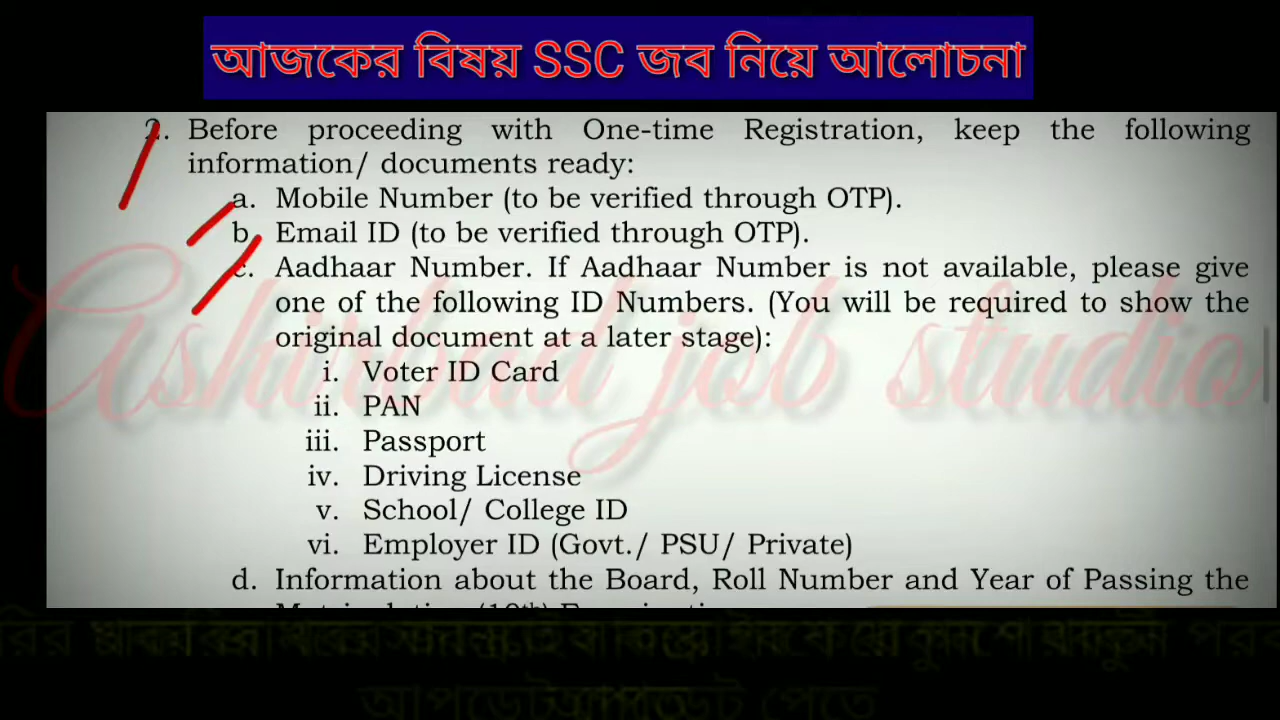 আজকের বিষয় SSC জব নিয়ে আলোচনা
2. Before proceeding with One-time Registration, keep the following
information/ documents ready:
a. Mobile Number (to be verified through OTP).
b. Email ID (to be verified through OTP).
c. Aadhaar Number. If Aadhaar Number is not available, please give
one of the following ID Numbers. (You will be required to show the
original document at a later stage):
Ashirbad job studio
i. Voter ID Card
ii. PAN
iii. Passport
iv. Driving License
v. School/ College ID
vi. Employer ID (Govt./ PSU/ Private)
d. Information about the Board, Roll Number and Year of Passing the